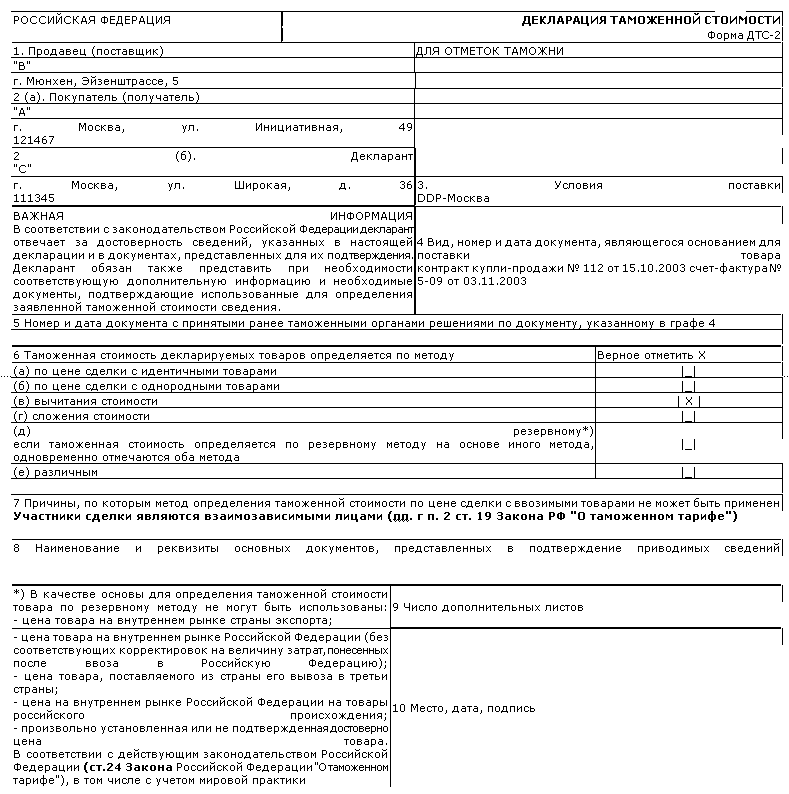 РОССИЙСКАЯ ФЕДЕРАЦИЯ
ДЕКЛАРАЦИЯ ТАМОЖЕННОЙ СТОИМОСТИ
Форма ДТС-2
1. Продавец (поставщик)
ДЛЯ ОТМЕТОК ТАМОЖНИ
"В"
г. Мюнхен, Эйзенштрассе, 5
2 (а). Покупатель (получатель)
"А"
г. Москва, ул. Инициативная, 49
121467
2 (б). Декларант
"С"
г. Москва, ул. Широкая, д. 36
111345
3. Условия поставки
DDP-Москва
ВАЖНАЯ ИНФОРМАЦИЯ
В соответствии с законодательством Российской Федерации декларант
отвечает за достоверность сведений, указанных в настоящей
декларации и в документах, представленных для их подтверждения.
Декларант обязан также представить при необходимости
соответствующую дополнительную информацию и необходимые
документы, подтверждающие использованные для определения
заявленной таможенной стоимости сведения.
4 Вид, номер и дата документа, являющегося основанием для
поставки товара
контракт купли-продажи № 112 от 15.10.2003 счет-фактура №
5-09 от 03.11.2003
5 Номер и дата документа с принятыми ранее таможенными органами решениями по документу, указанному в графе 4
6 Таможенная стоимость декларируемых товаров определяется по методу
Верное отметить X
(а) по цене сделки с идентичными товарами |_|
(б) по цене сделки с однородными товарами |_|
(в) вычитания стоимости | X |
(г) сложения стоимости |_|
(д) резервному*)
если таможенная стоимость определяется по резервному методу на основе иного метода, |_|
одновременно отмечаются оба метода
(е) различным |_|
7 Причины, по которым метод определения таможенной стоимости по цене сделки с ввозимыми товарами не может быть применен
Участники сделки являются взаимозависимыми лицами (пп. г п. 2 ст. 19 Закона РФ "О таможенном тарифе")
8 Наименование и реквизиты основных документов, представленных в подтверждение приводимых сведений
*) В качестве основы для определения таможенной стоимости
товара по резервному методу не могут быть использованы:
- цена товара на внутреннем рынке страны экспорта;
9 Число дополнительных листов
- цена товара на внутреннем рынке Российской Федерации (без
соответствующих корректировок на величину затрат, понесенных
после ввоза в Российскую Федерацию);
- цена товара, поставляемого из страны его вывоза в третьи
страны;
- цена на внутреннем рынке Российской Федерации на товары
российского происхождения;
- произвольно установленная или не подтвержденная достоверно
цена товара.
В соответствии с действующим законодательством Российской
Федерации (ст.24 Закона Российской Федерации "О таможенном
тарифе"), в том числе с учетом мировой практики
10 Место, дата, подпись